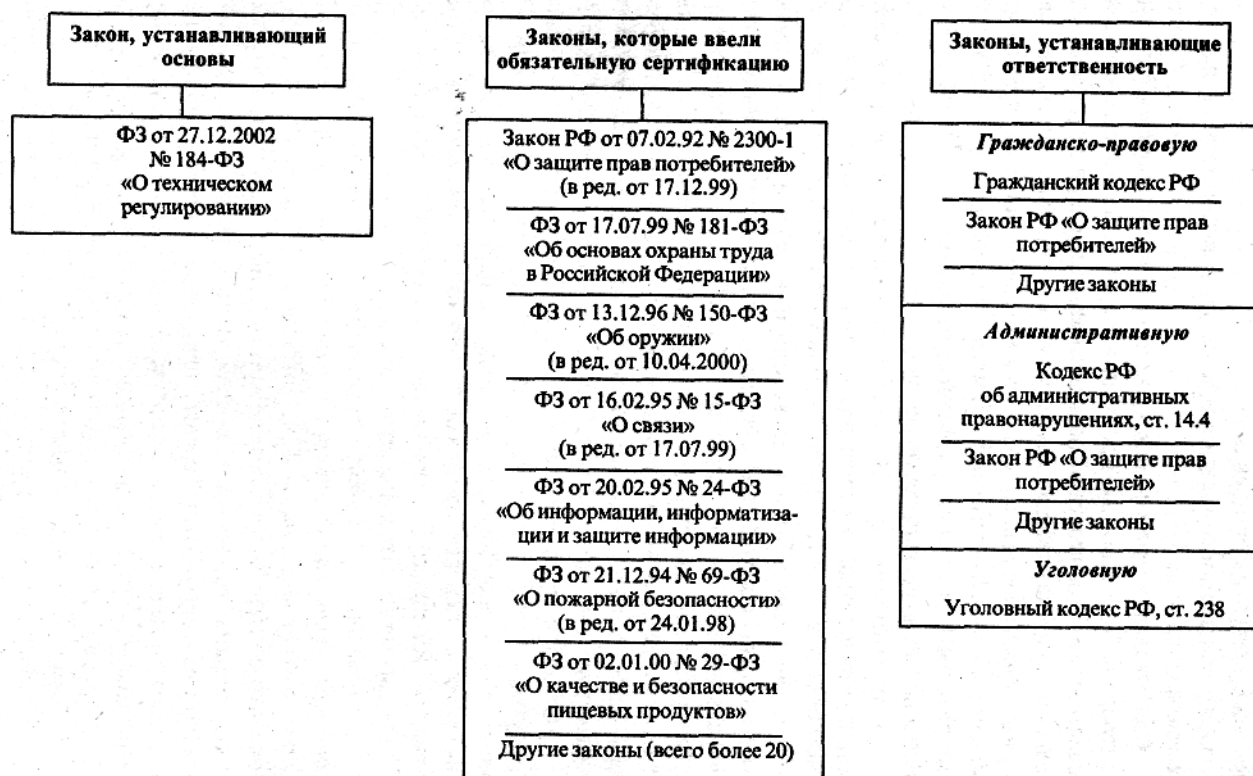 Закон, устанавливающий
основы
ФЗ от 27.12.2002
№ 184-ФЗ
«О техническом
регулировании»
Законы, которые ввели
обязательную сертификацию
Закон РФ от 07.02.92 № 2300-1
«О защите прав потребителей»
(в ред. от 17.12.99)
ФЗ от 17.07.99 № 181-ФЗ
«Об основах охраны труда
в Российской Федерации»
ФЗ от 13.12.96 № 150-ФЗ
«Об оружии»
(в ред. от 10.04.2000)
ФЗ от 16.02.95 № 15-ФЗ
«О связи»
(в ред. от 17.07.99)
ФЗ от 20.02.95 № 24-ФЗ
«Об информации, информатиза-
ции и защите информации»
ФЗ от 21.12.94 № 69-ФЗ
«О пожарной безопасности»
(в ред. от 24.01.98)
ФЗ от 02.01.00 № 29-ФЗ
«О качестве и безопасности
пищевых продуктов»
Другие законы (всего более 20)
Законы, устанавливающие
ответственность
Гражданско-правовую
Гражданский кодекс РФ
Закон РФ «О защите прав
потребителей»
Другие законы
Административную
Кодекс РФ
об административных
правонарушениях, ст. 14.4
Закон РФ «О защите прав
потребителей»
Другие законы
Уголовную
Уголовный кодекс РФ, ст. 238